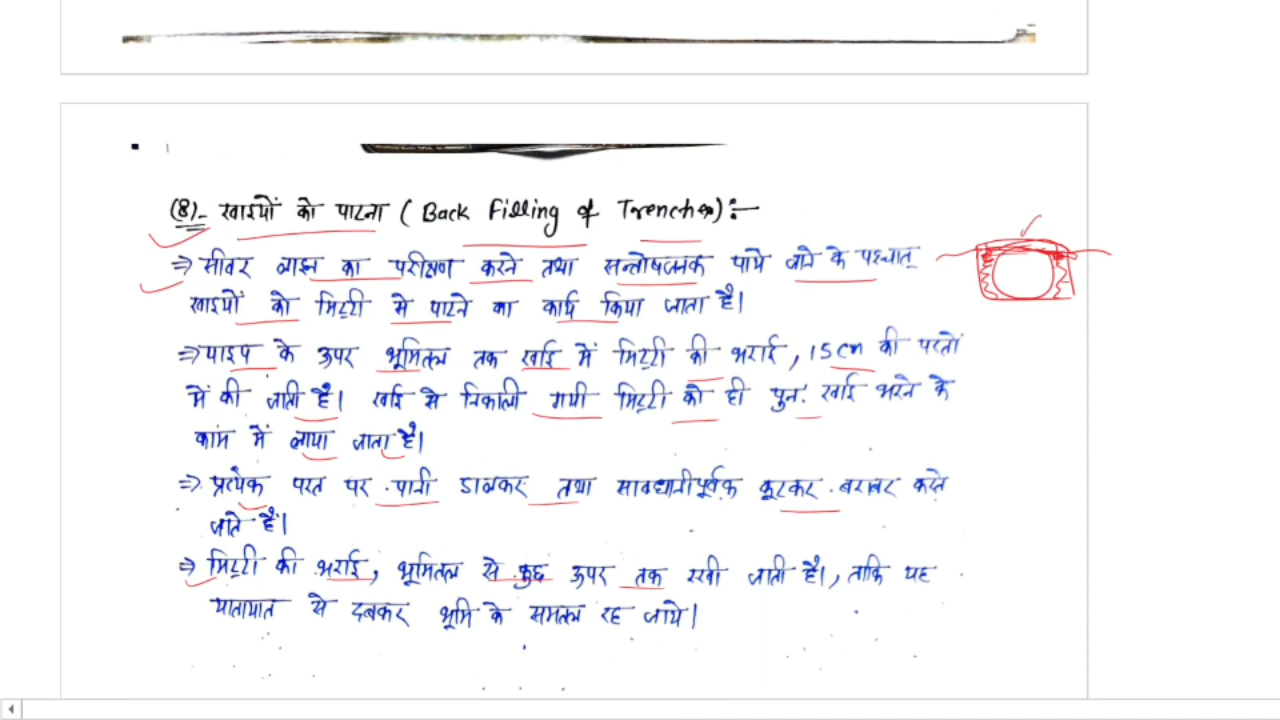 (8)- खाइयों को पाटना ( Back Filling of Trenches):-
⇒ सीवर लाइन का परीक्षण करने तथा सन्तोषजनक पाये जाने के पश्चात्
खाइयों को मिट्टी से पाटने का कार्य किया जाता है।
⇒ पाइप के ऊपर भूमितल तक खाई में मिट्टी की भराई, 15cm की परतों
में की जाती है। खाई से निकाली गयी मिट्टी को ही पुनः खाई भरने के
काम में लाया जाता है।
⇒ प्रत्येक परत पर पानी डालकर तथा सावधानीपूर्वक कूटकर बराबर करते
जाते हैं।
⇒ मिट्टी की भराई, भूमितल से कुछ ऊपर तक रखी जाती है।, ताकि यह
यातायात से दबकर भूमि के समतल रह जाये।